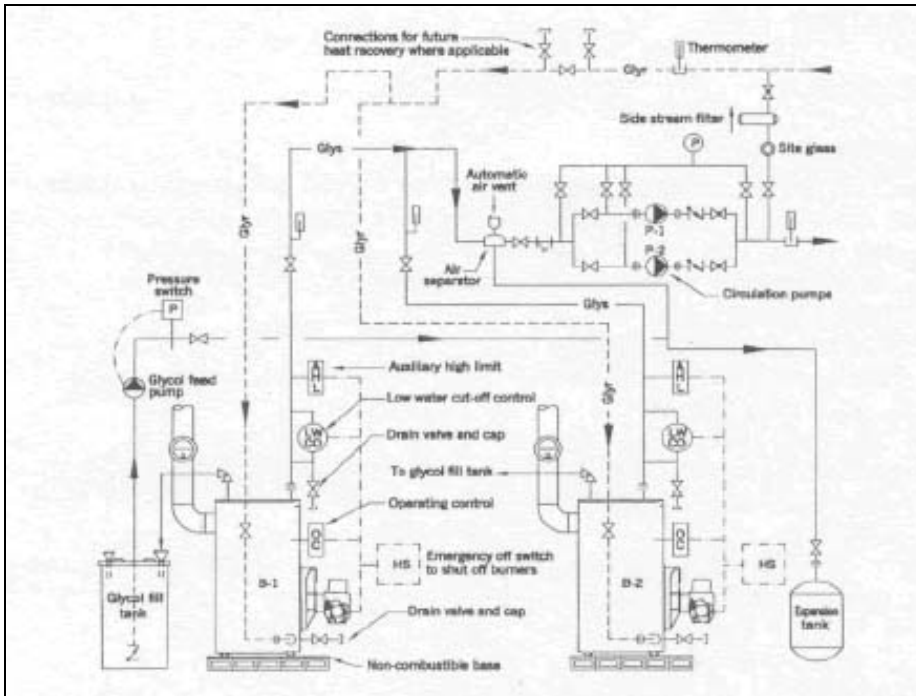 Connections for future
heat recovery where applicable
Thermometer
Glyr
Side stream filter
Glys
Automatic
air vent
P
Site glass
P-1
P-2
Glyr
Air
separator
Circulation pumps
Pressure
switch
P
Glys
Glycol feed
pump
A
H
L
Auxiliary high limit
A
H
L
Glyr
LW
CO
Low water cut-off control
LW
CO
Drain valve and cap
To glycol fill tank
Operating control
OC
OC
HS
Emergency off switch
to shut off burners
HS
Glycol fill
tank
B-1
B-2
Expansion
tank
Drain valve and cap
Non-combustible base